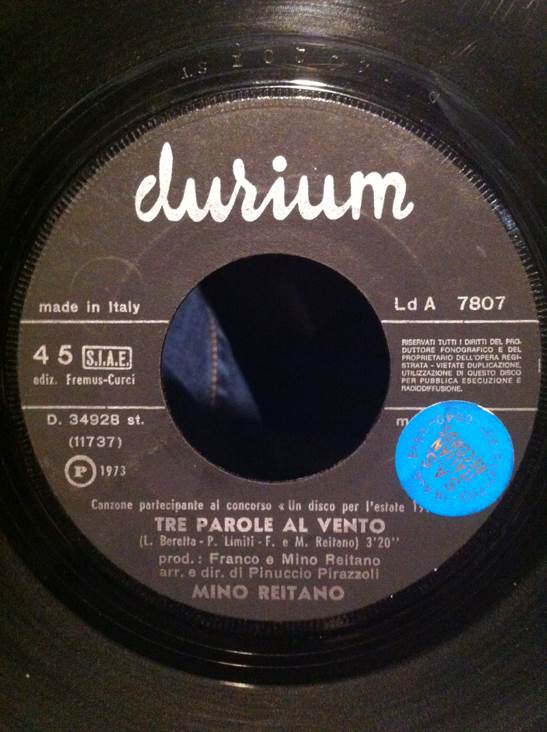 durium
made in Italy
Ld A 7807
45 S.I.A.E.
ediz. Fremus-Curci
RISERVATI TUTTI I DIRITTI DEL PRO-
DUTTORE FONOGRAFICO E DEL
PROPRIETARIO DELL'OPERA REGI-
STRATA - VIETATE DUPLICAZIONE,
UTILIZZAZIONE DI QUESTO DISCO
PER PUBBLICA ESECUZIONE E
RADIODIFFUSIONE.
D. 34928 st.
(11737)
P 1973
Canzone partecipante al concorso «Un disco per l'estate
TRE PAROLE AL VENTO
(L. Beretta - P. Limiti - F. e M. Reitano) 3'20''
prod.: Franco e Mino Reitano
arr. e dir. di Pinuccio Pirazzoli
MINO REITANO